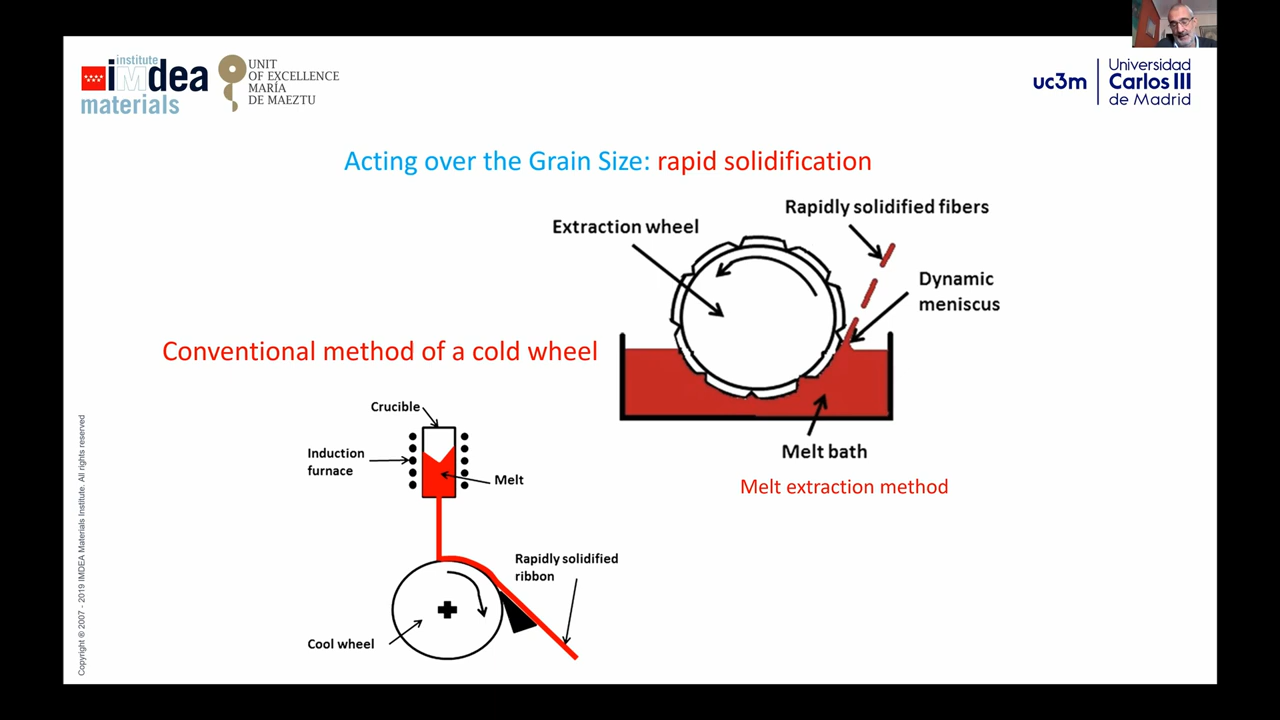 institute
iMdea
materials
UNIT
OF EXCELLENCE
MARÍA
DE MAEZTU
uc3m
Universidad
Carlos III
de Madrid
Acting over the Grain Size: rapid solidification
Rapidly solidified fibers
Extraction wheel
Dynamic
meniscus
Conventional method of a cold wheel
Crucible
Induction
furnace
Melt
Melt bath
Melt extraction method
Rapidly solidified
ribbon
Cool wheel
Copyright ® 2007 - 2019 IMDEA Materials Institute. All rights reserved